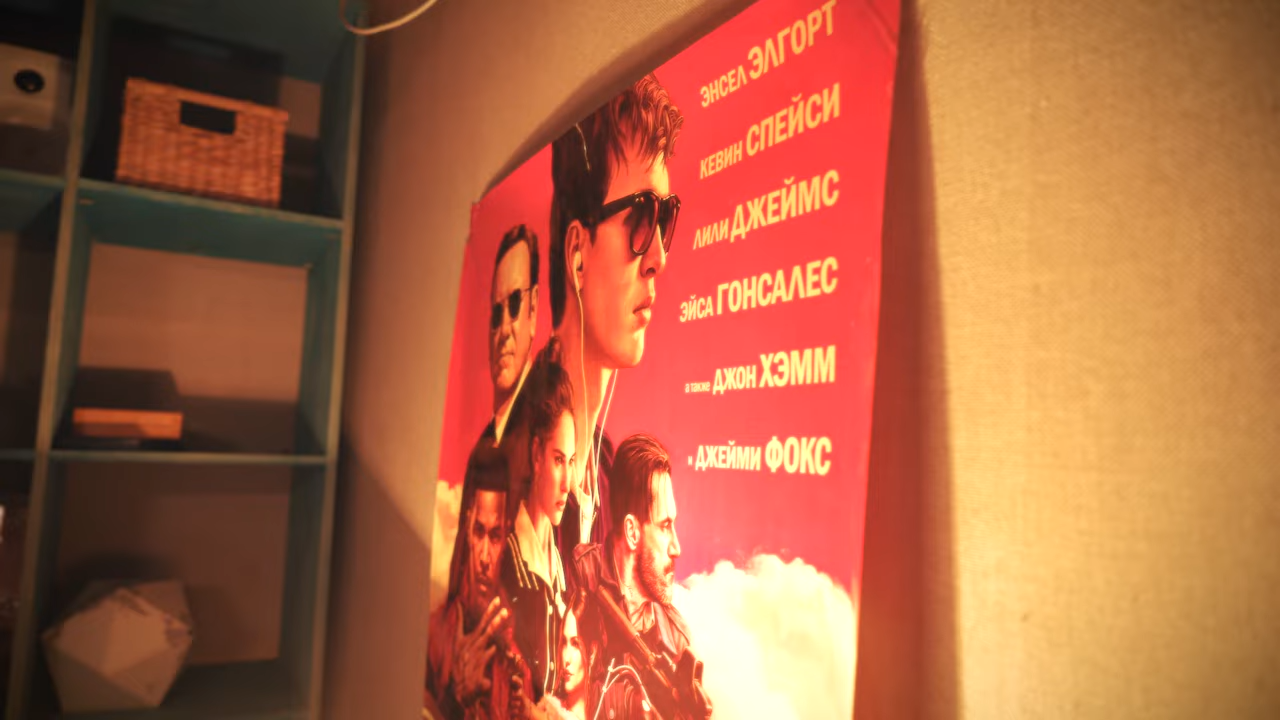 ЭНСЕЛ ЭЛГОРТ
КЕВИН СПЕЙСИ
ЛИЛИ ДЖЕЙМС
ЭЙСА ГОНСАЛЕС
а также ДЖОН ХЭММ
и ДЖЕЙМИ ФОКС